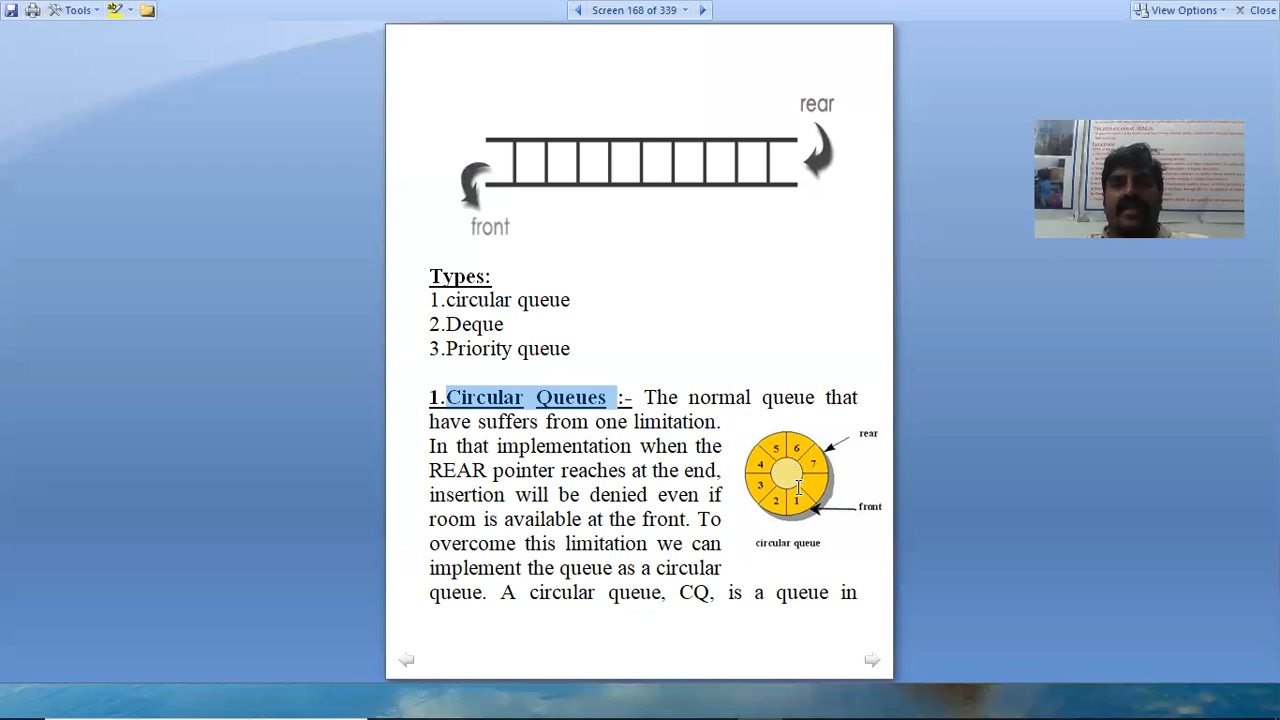 Tools
Screen 168 of 339
View Options
Close
rear
front
Types:
1.circular queue
2.Deque
3.Priority queue
1.Circular Queues :- The normal queue that
have suffers from one limitation.
In that implementation when the
REAR pointer reaches at the end,
insertion will be denied even if
room is available at the front. To
overcome this limitation we can
implement the queue as a circular
queue. A circular queue, CQ, is a queue in
rear
5 6
4 7
3
2 1
front
circular queue